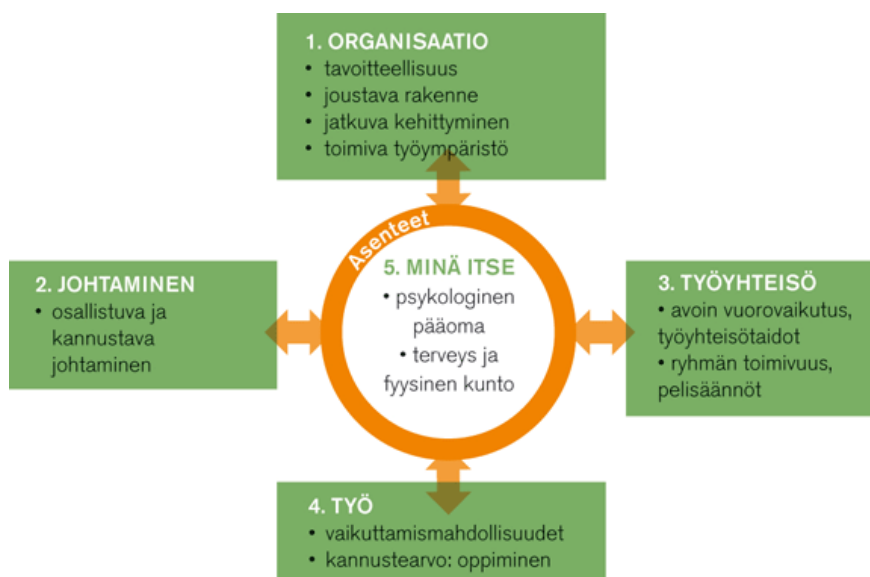 1. ORGANISAATIO
• tavoitteellisuus
• joustava rakenne
• jatkuva kehittyminen
• toimiva työympäristö
Asenteet
5. MINÄ ITSE
• psykologinen
pääoma
• terveys ja
fyysinen kunto
2. JOHTAMINEN
• osallistuva ja
kannustava
johtaminen
3. TYÖYHTEISÖ
• avoin vuorovaikutus,
työyhteisötaidot
• ryhmän toimivuus,
pelisäännöt
4. TYÖ
• vaikuttamismahdollisuudet
• kannustearvo: oppiminen